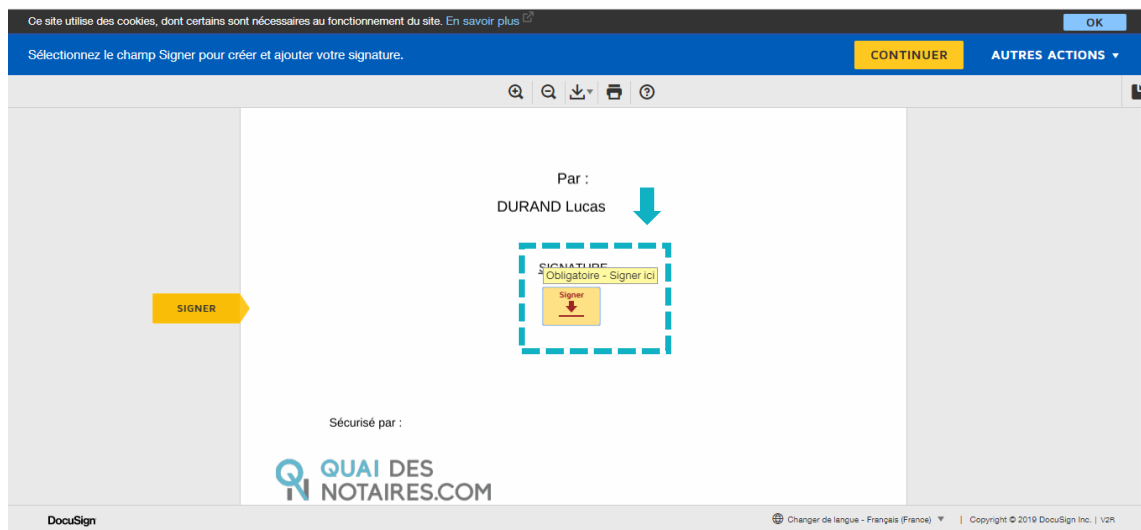 Ce site utilise des cookies, dont certains sont nécessaires au fonctionnement du site. En savoir plus
OK
Sélectionnez le champ Signer pour créer et ajouter votre signature.
CONTINUER
AUTRES ACTIONS
Par :
DURAND Lucas
SIGNATURE
Obligatoire - Signer ici
Signer
SIGNER
Sécurisé par :
QUAI DES
NOTAIRES.COM
DocuSign
Changer de langue - Français (France) | Copyright © 2019 DocuSign Inc. | V2R